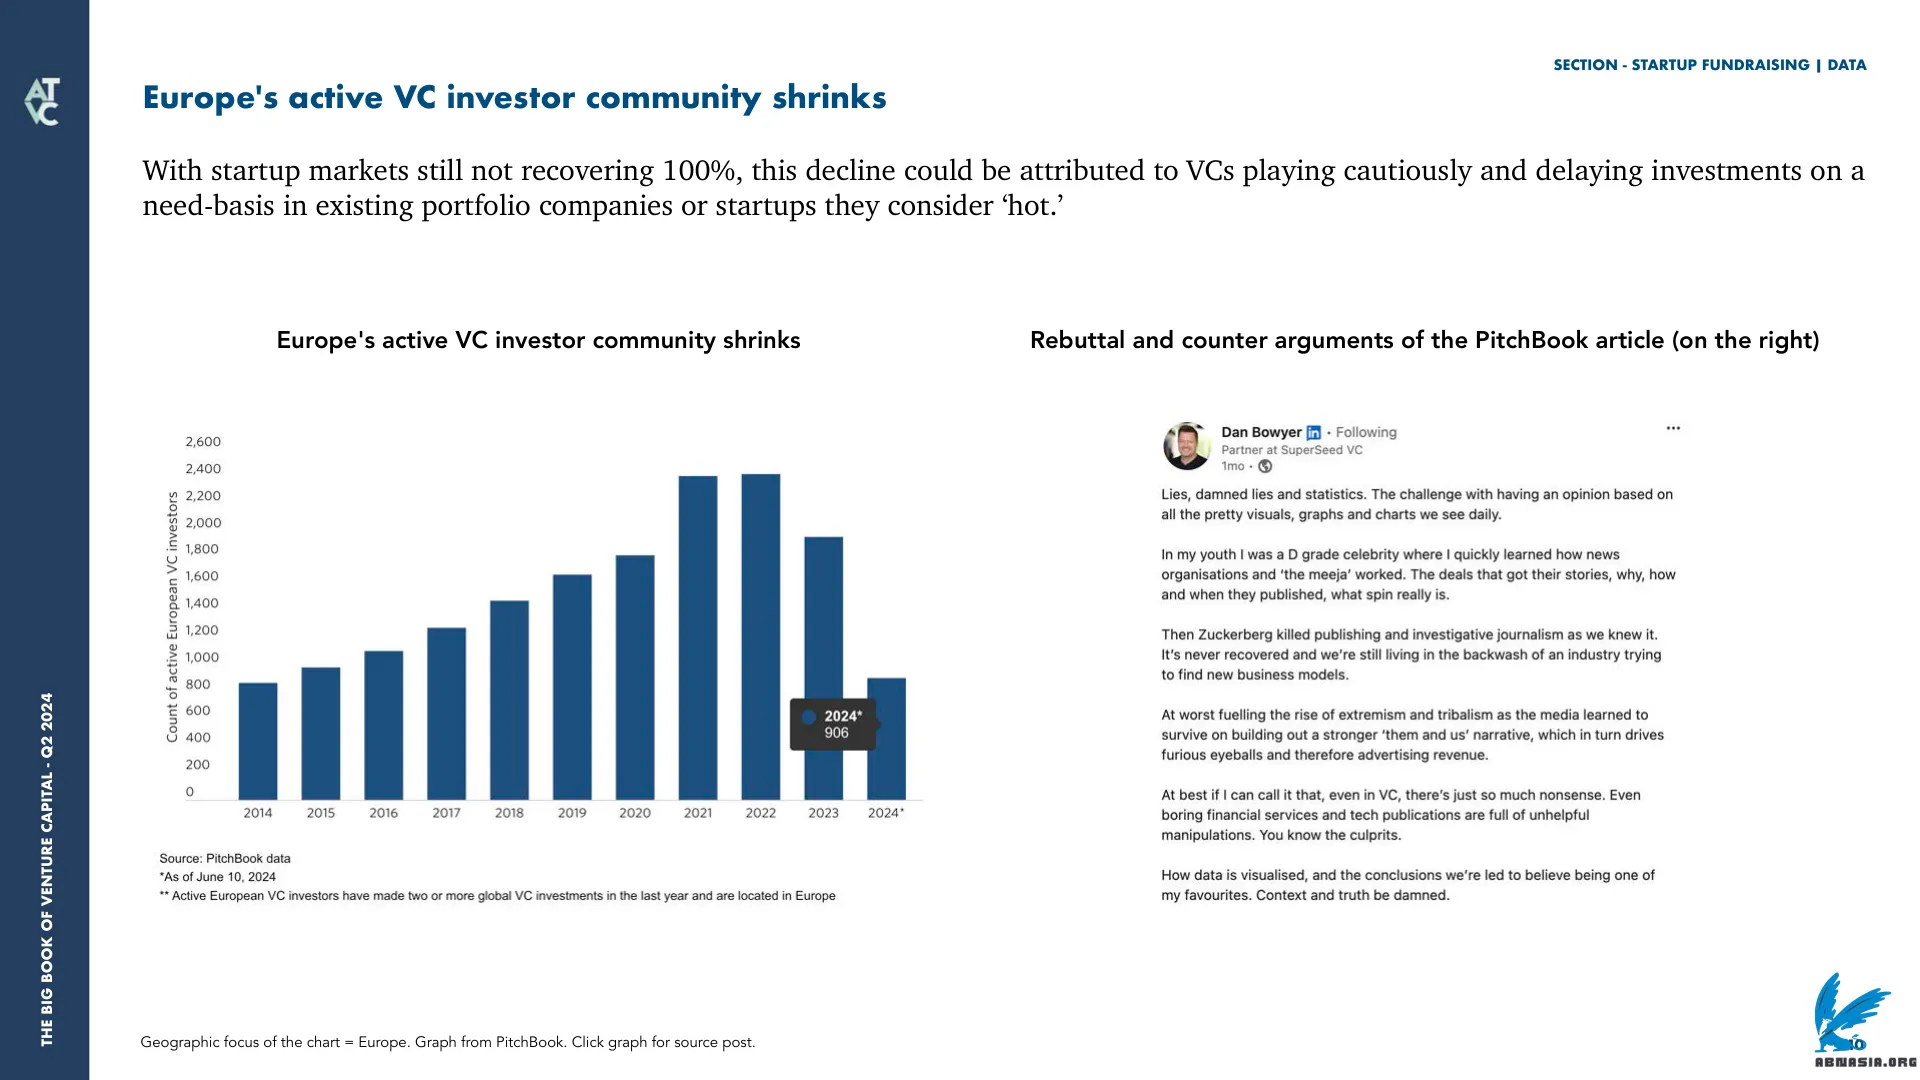 AT
VC
SECTION - STARTUP FUNDRAISING | DATA
Europe's active VC investor community shrinks
With startup markets still not recovering 100%, this decline could be attributed to VCs playing cautiously and delaying investments on a
need-basis in existing portfolio companies or startups they consider ‘hot.’
Europe's active VC investor community shrinks
Count of active European VC investors
2,600
2,400
2,200
2,000
1,800
1,600
1,400
1,200
1,000
800
600
400
200
0
2024*
906
2014 2015 2016 2017 2018 2019 2020 2021 2022 2023 2024*
Source: PitchBook data
*As of June 10, 2024
** Active European VC investors have made two or more global VC investments in the last year and are located in Europe
Rebuttal and counter arguments of the PitchBook article (on the right)
Dan Bowyer in • Following
Partner at SuperSeed VC
1mo •
Lies, damned lies and statistics. The challenge with having an opinion based on
all the pretty visuals, graphs and charts we see daily.
In my youth I was a D grade celebrity where I quickly learned how news
organisations and ‘the meeja’ worked. The deals that got their stories, why, how
and when they published, what spin really is.
Then Zuckerberg killed publishing and investigative journalism as we knew it.
It’s never recovered and we’re still living in the backwash of an industry trying
to find new business models.
At worst fuelling the rise of extremism and tribalism as the media learned to
survive on building out a stronger ‘them and us’ narrative, which in turn drives
furious eyeballs and therefore advertising revenue.
At best if I can call it that, even in VC, there’s just so much nonsense. Even
boring financial services and tech publications are full of unhelpful
manipulations. You know the culprits.
How data is visualised, and the conclusions we’re led to believe being one of
my favourites. Context and truth be damned.
THE BIG BOOK OF VENTURE CAPITAL - Q2 2024
Geographic focus of the chart = Europe. Graph from PitchBook. Click graph for source post.
10
ABNASIA.ORG